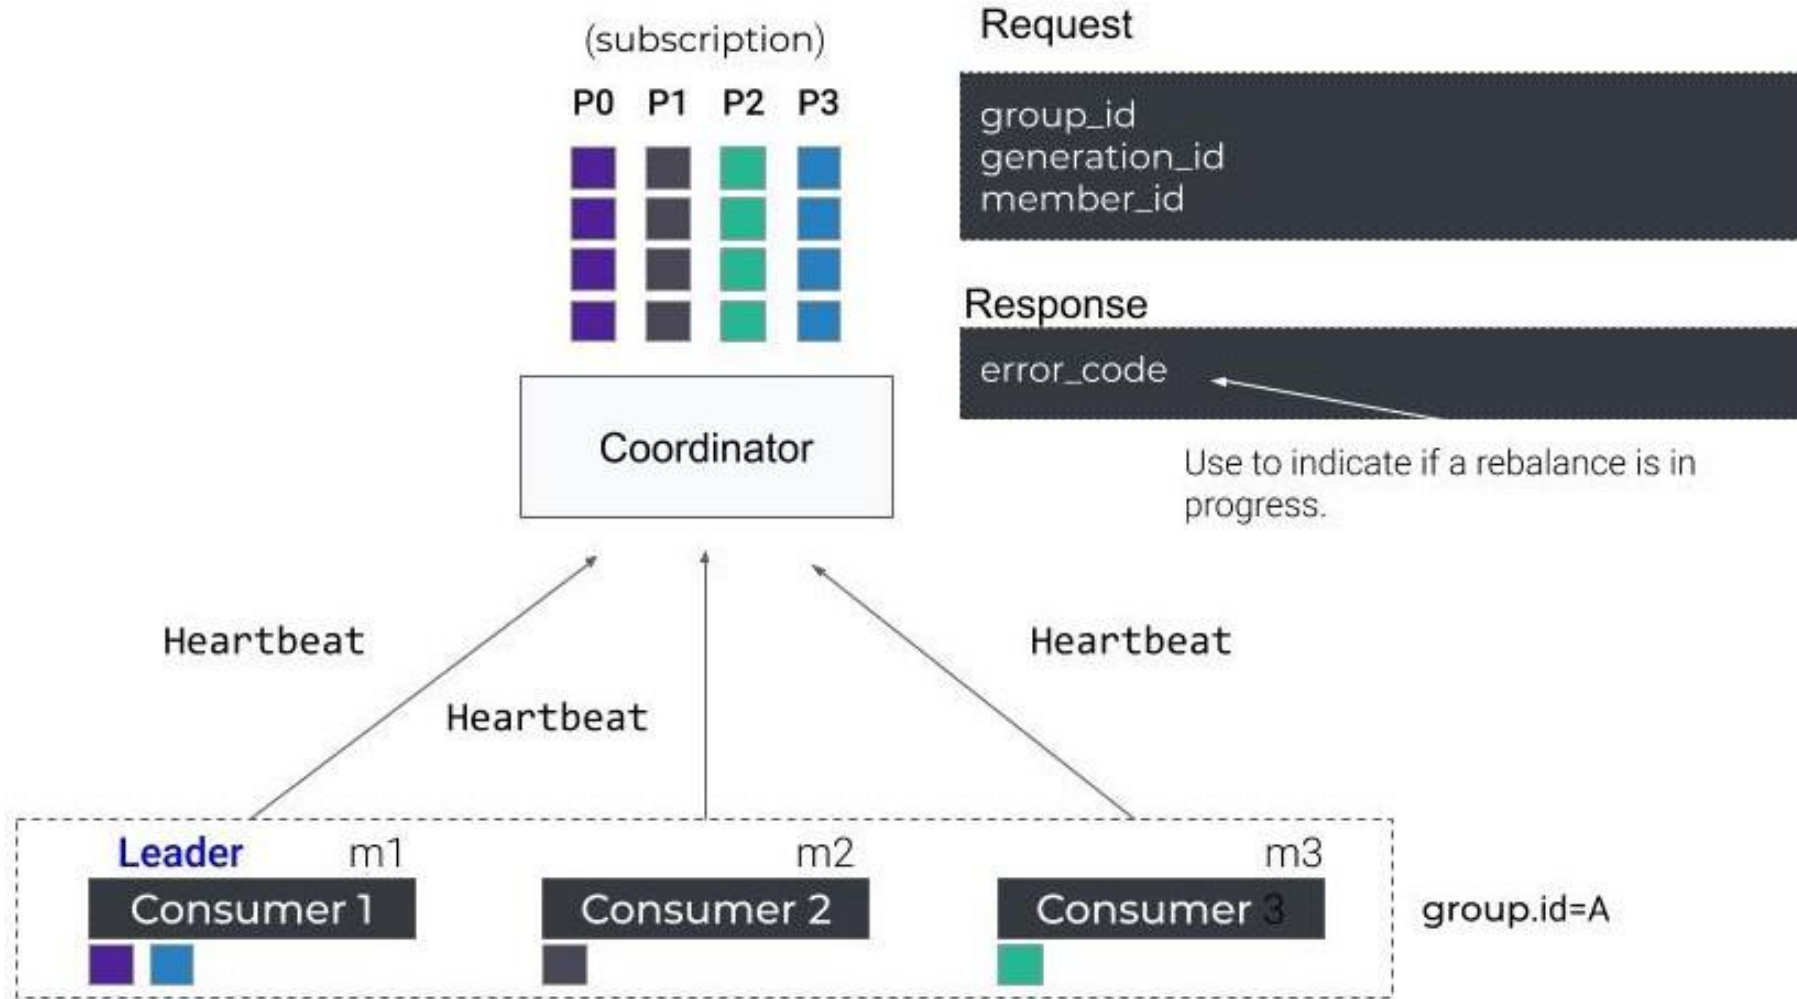 (subscription)
P0 P1 P2 P3
Coordinator
Request
group_id
generation_id
member_id
Response
error_code
Use to indicate if a rebalance is in
progress.
Heartbeat
Heartbeat
Heartbeat
Leader m1
Consumer 1
m2
Consumer 2
m3
Consumer 3
group.id=A